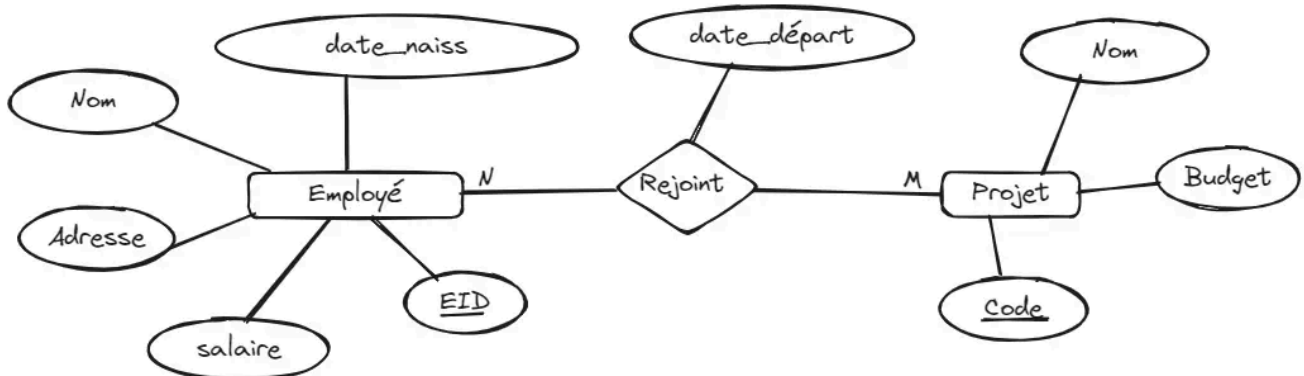 date_naiss
date_départ
Nom
Nom
Employé
N
Rejoint
M
Projet
Budget
Adresse
EID
Code
salaire